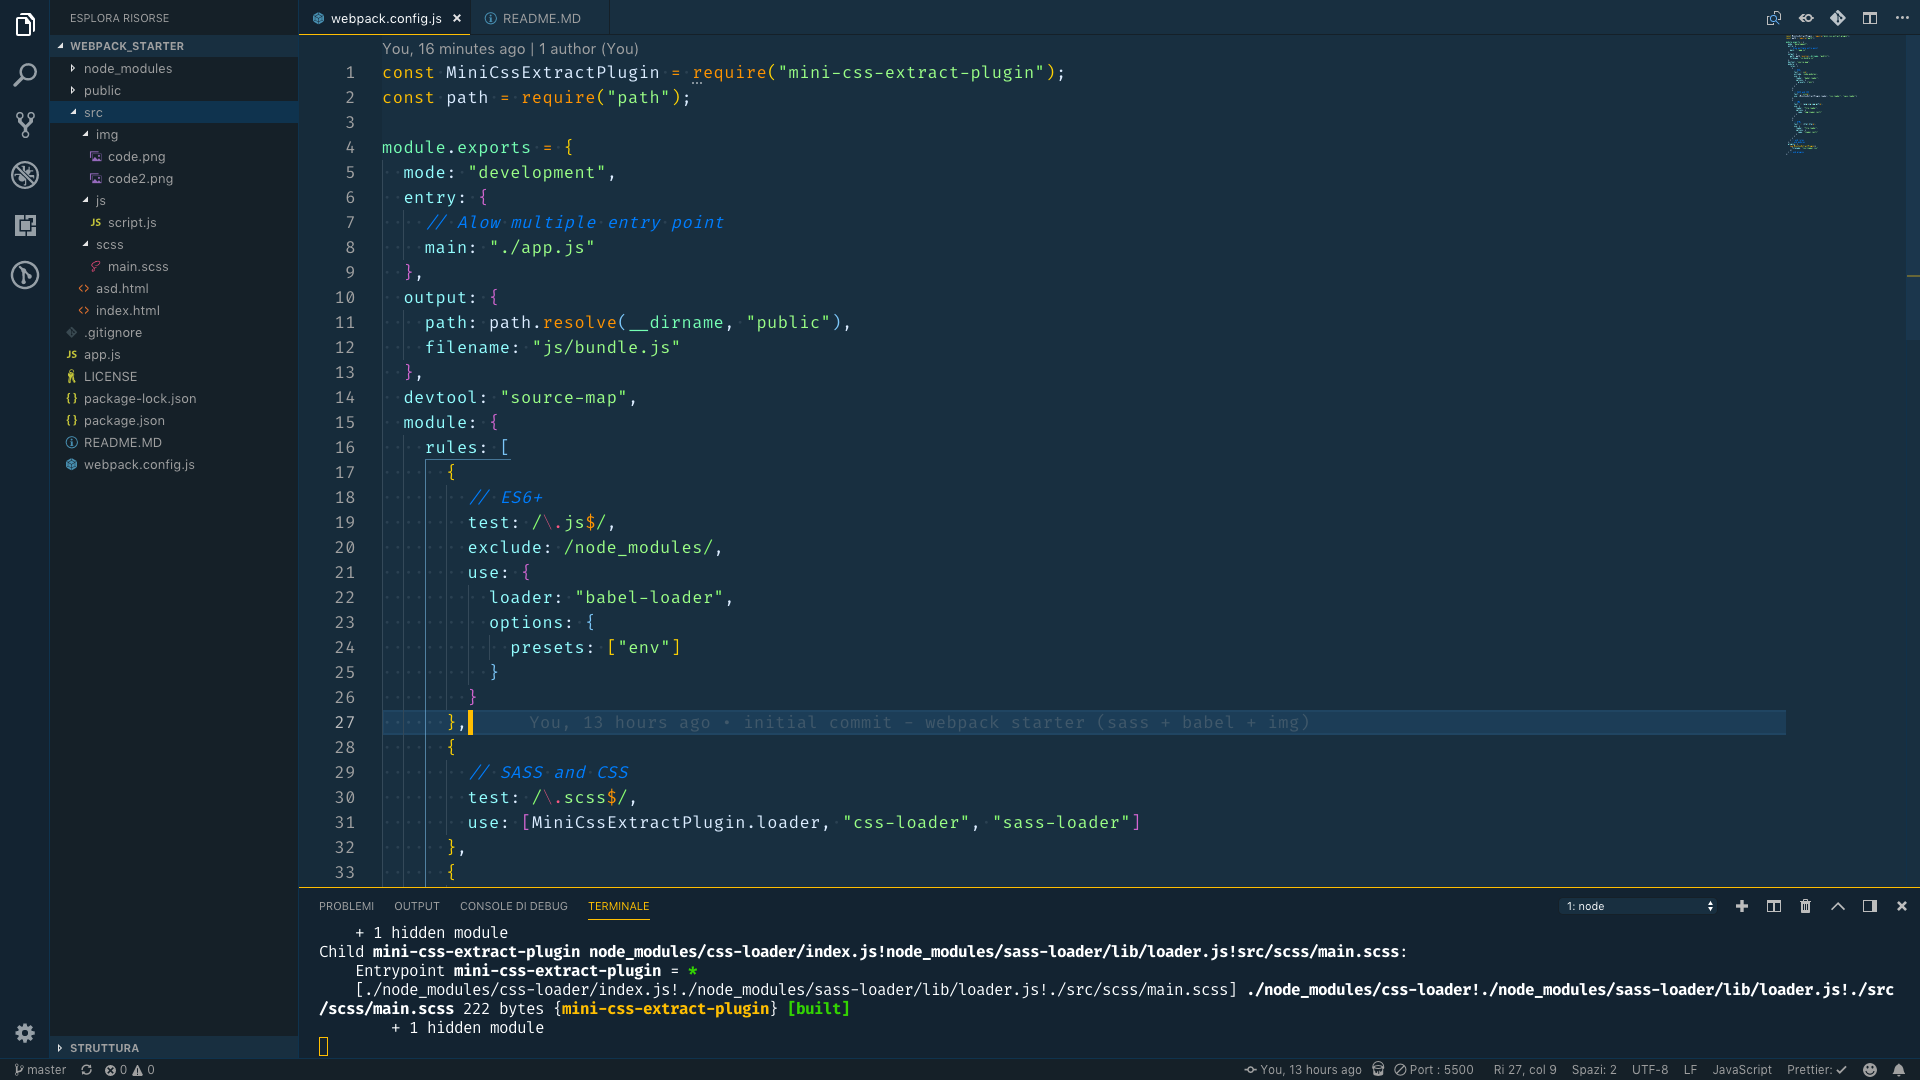 ESPLORA RISORSE
WEBPACK_STARTER
node_modules
public
src
img
code.png
code2.png
js
JS script.js
scss
main.scss
<> asd.html
<> index.html
.gitignore
JS app.js
LICENSE
{} package-lock.json
{} package.json
README.MD
webpack.config.js
STRUTTURA
webpack.config.js ×
README.MD
You, 16 minutes ago | 1 author (You)
1 const MiniCssExtractPlugin = require("mini-css-extract-plugin");
2 const path = require("path");
3
4 module.exports = {
5 mode: "development",
6 entry: {
7 // Alow multiple entry point
8 main: "./app.js"
9 },
10 output: {
11 path: path.resolve(__dirname, "public"),
12 filename: "js/bundle.js"
13 },
14 devtool: "source-map",
15 module: {
16 rules: [
17 {
18 // ES6+
19 test: /\.js$/,
20 exclude: /node_modules/,
21 use: {
22 loader: "babel-loader",
23 options: {
24 presets: ["env"]
25 }
26 }
27 }, You, 13 hours ago • initial commit - webpack starter (sass + babel + img)
28 {
29 // SASS and CSS
30 test: /\.scss$/,
31 use: [MiniCssExtractPlugin.loader, "css-loader", "sass-loader"]
32 },
33 {
PROBLEMI OUTPUT CONSOLE DI DEBUG TERMINALE 1: node
+ 1 hidden module
Child mini-css-extract-plugin node_modules/css-loader/index.js!node_modules/sass-loader/lib/loader.js!src/scss/main.scss:
Entrypoint mini-css-extract-plugin = *
[./node_modules/css-loader/index.js!./node_modules/sass-loader/lib/loader.js!./src/scss/main.scss] ./node_modules/css-loader!./node_modules/sass-loader/lib/loader.js!./src
/scss/main.scss 222 bytes {mini-css-extract-plugin} [built]
+ 1 hidden module
master 0 0 You, 13 hours ago Port : 5500 Ri 27, col 9 Spazi: 2 UTF-8 LF JavaScript Prettier: ✓